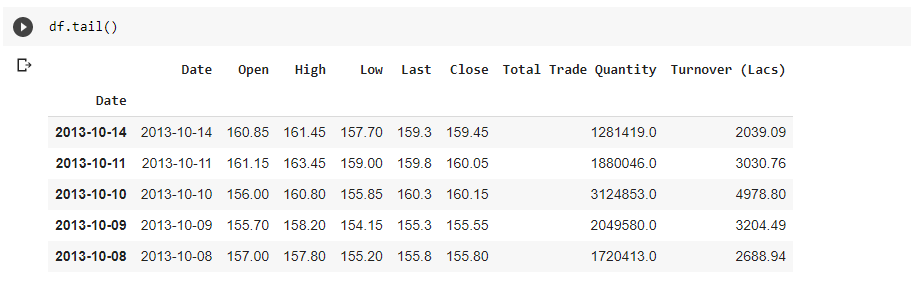 df.tail()
Date Open High Low Last Close Total Trade Quantity Turnover (Lacs)
Date
2013-10-14 2013-10-14 160.85 161.45 157.70 159.3 159.45 1281419.0 2039.09
2013-10-11 2013-10-11 161.15 163.45 159.00 159.8 160.05 1880046.0 3030.76
2013-10-10 2013-10-10 156.00 160.80 155.85 160.3 160.15 3124853.0 4978.80
2013-10-09 2013-10-09 155.70 158.20 154.15 155.3 155.55 2049580.0 3204.49
2013-10-08 2013-10-08 157.00 157.80 155.20 155.8 155.80 1720413.0 2688.94